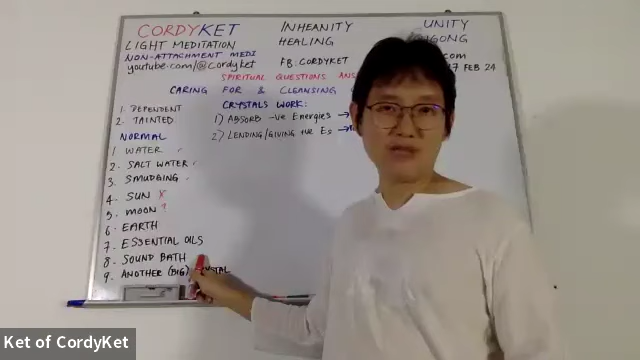 CORDYKET
LIGHT MEDITATION
NON-ATTACHMENT MEDI
youtube.com/@Cordyket
INHEANITY
HEALING
FB:CORDYKET
UNITY
GONG
com
7 FEB 24
SPIRITUAL QUESTIONS ANS
CARING FOR & CLEANSING
1. DEPENDENT
2. TAINTED
NORMAL
1 WATER
2. SALT WATER
3. SMUDGING
4. SUN X
5. MOON ?
6. EARTH
7. ESSENTIAL OILS
8. SOUND BATH
9. ANOTHER (BIG) CRYSTAL
CRYSTALS WORK:
1) ABSORB -ve Energies →
2) LENDING/GIVING +ve Es →
Ket of CordyKet